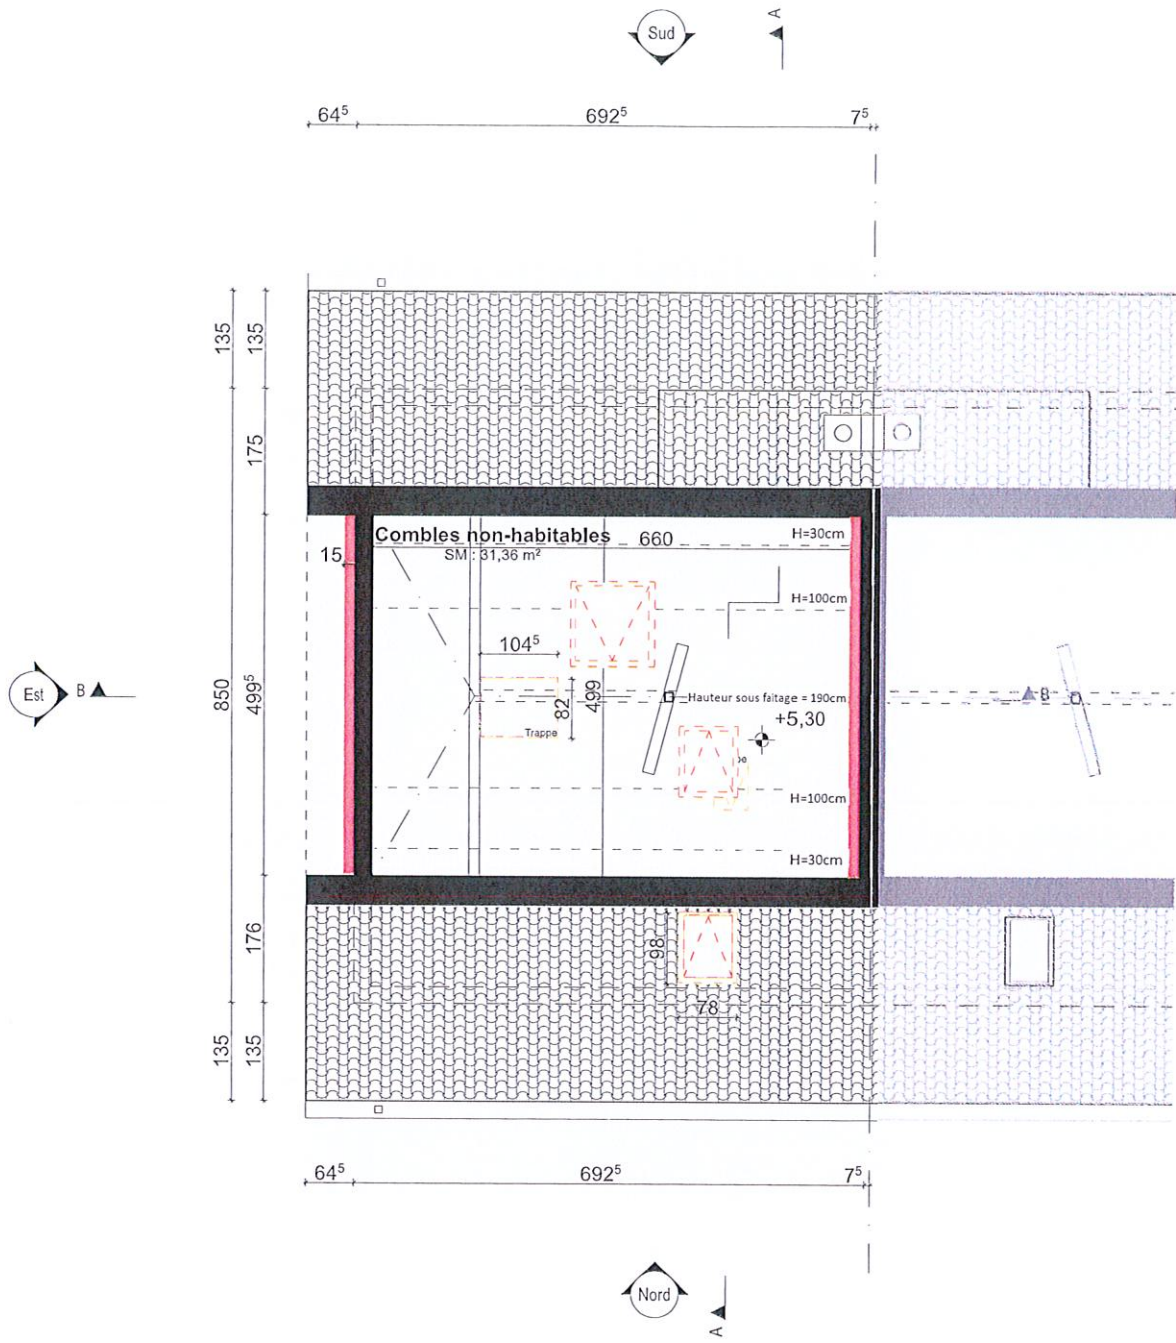 Sud
A
64⁵
692⁵
7⁵
135
135
175
850
499⁵
176
135
135
Combles non-habitables
660
H=30cm
SM : 31,36 m²
15
H=100cm
104⁵
Est
B
82
499
Hauteur sous faîtage = 190cm
B
+5,30
Trappe
H=100cm
H=30cm
98
78
64⁵
692⁵
7⁵
Nord
A